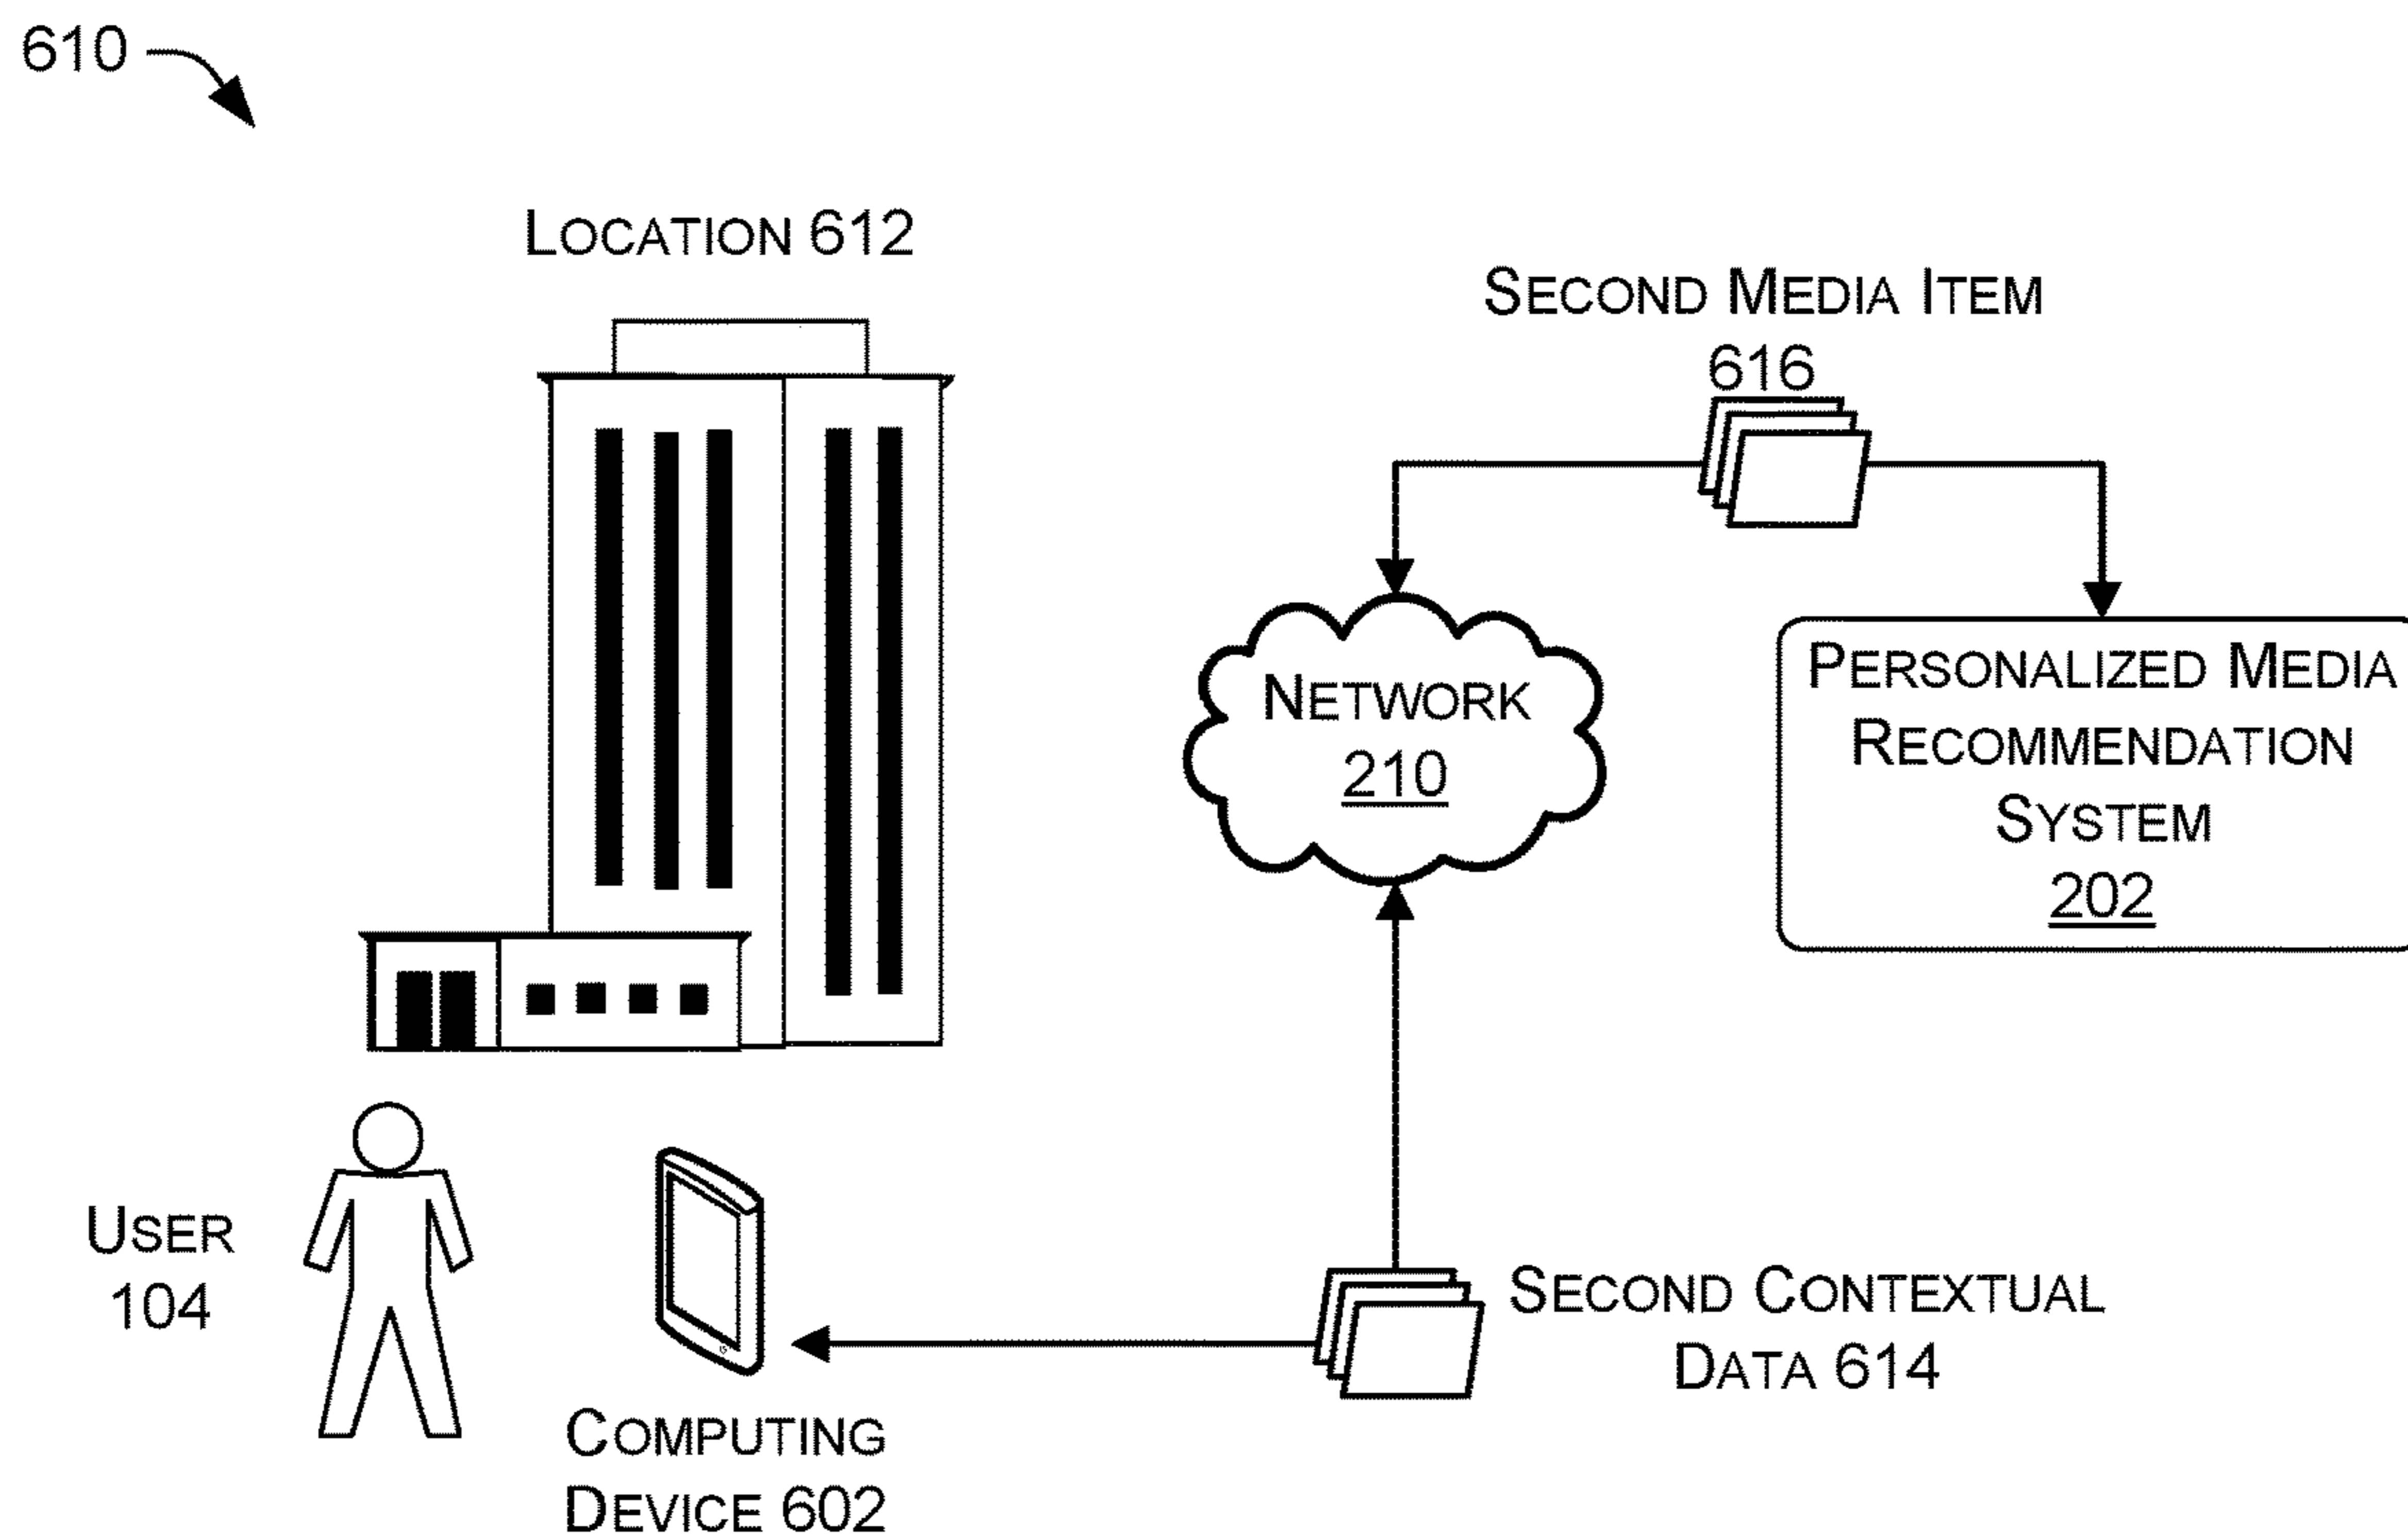 610
LOCATION 612
SECOND MEDIA ITEM
616
NETWORK
210
PERSONALIZED MEDIA
RECOMMENDATION
SYSTEM
202
USER
104
COMPUTING
DEVICE 602
SECOND CONTEXTUAL
DATA 614